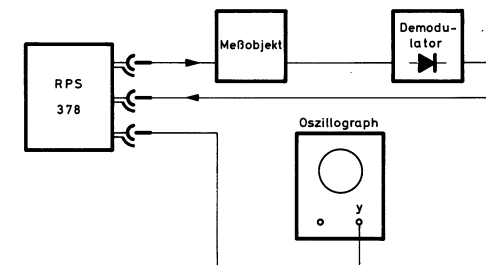 Meßobjekt
Demodu-
lator
RPS
378
Oszillograph
y